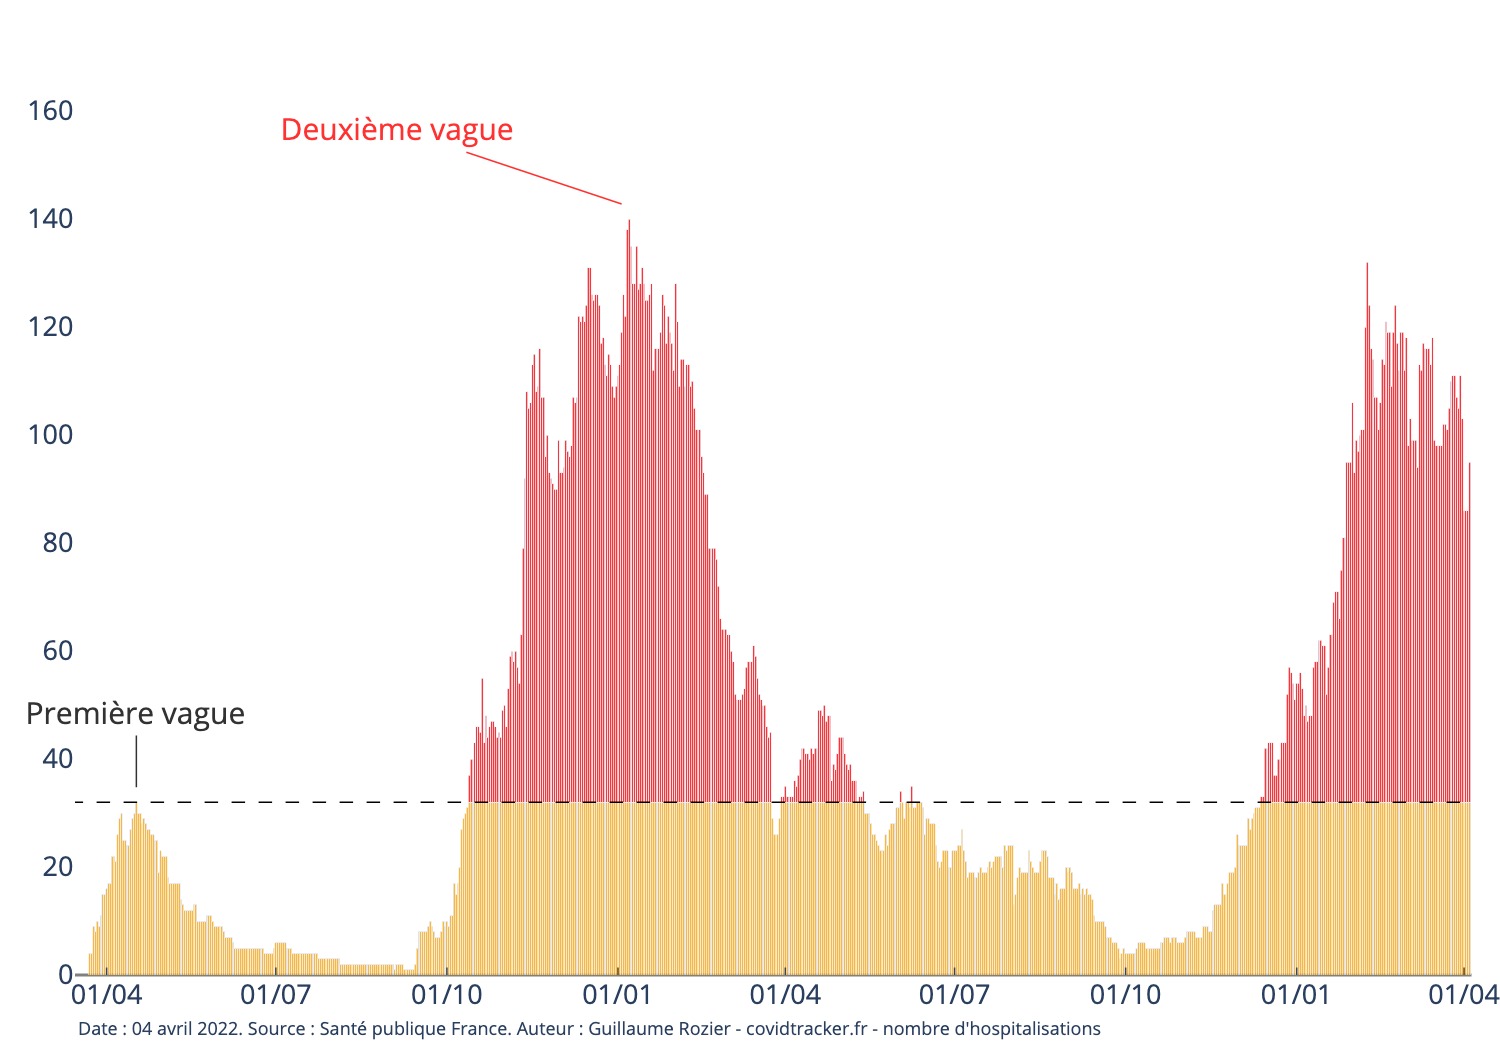 160
Deuxième vague
140
120
100
80
60
Première vague
40
20
0
01/04 01/07 01/10 01/01 01/04 01/07 01/10 01/01 01/04
Date : 04 avril 2022. Source : Santé publique France. Auteur : Guillaume Rozier - covidtracker.fr - nombre d'hospitalisations